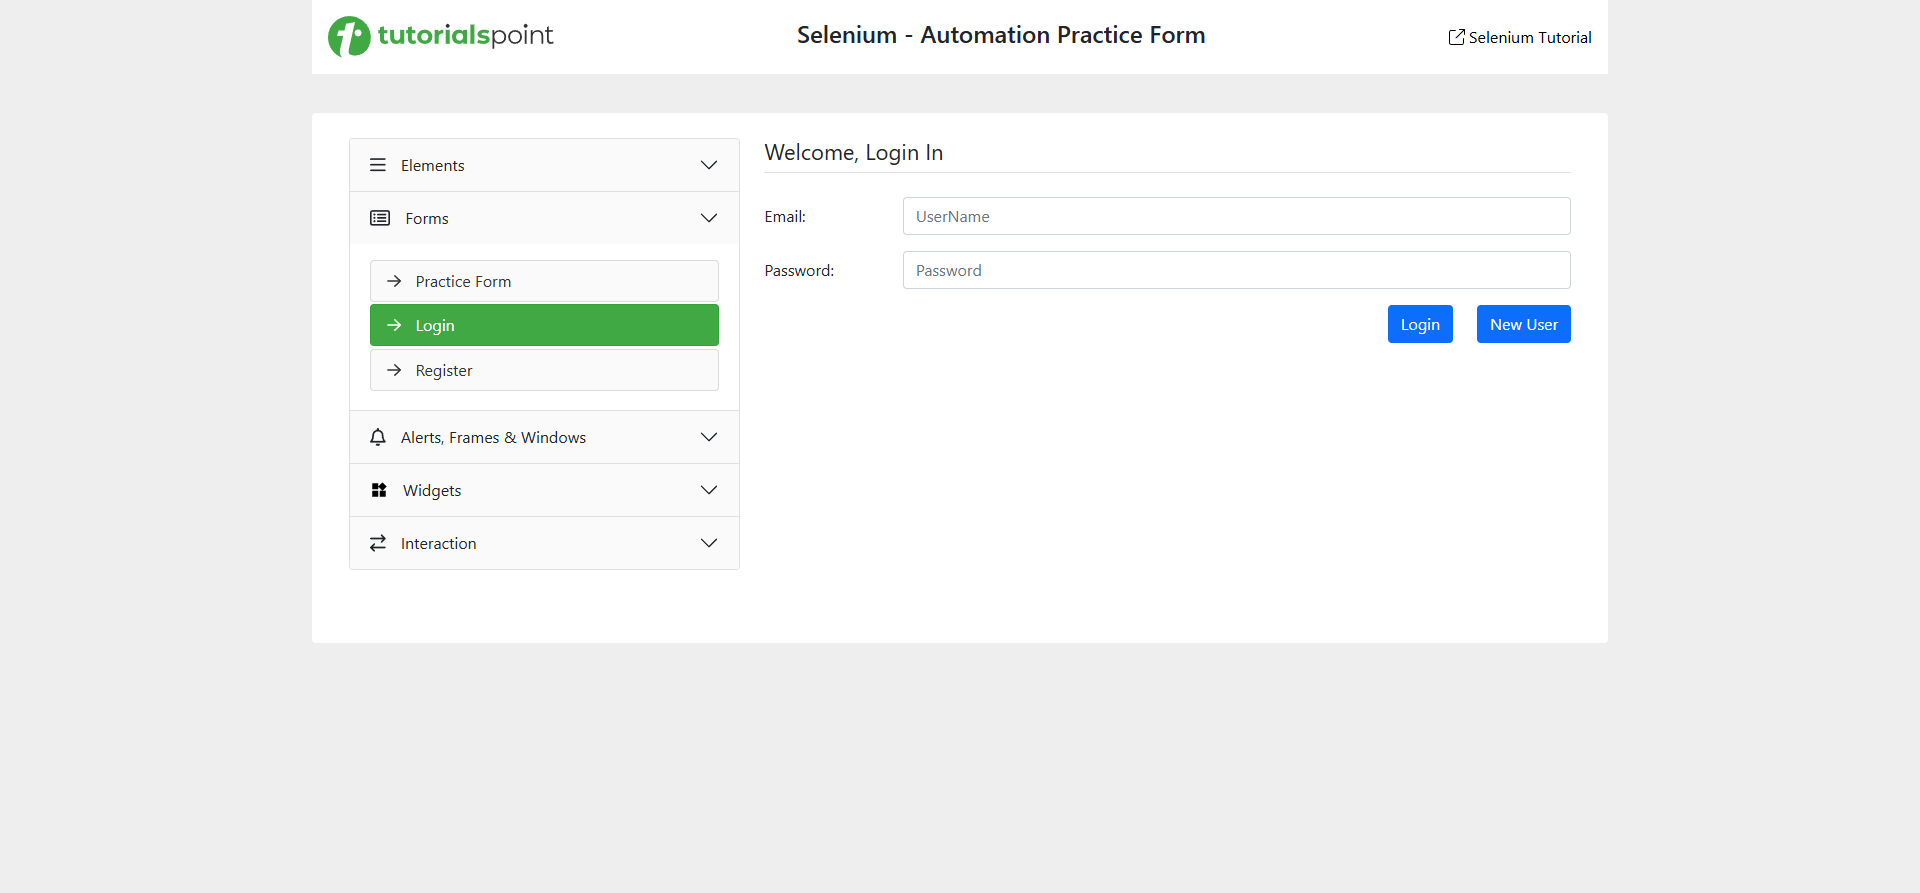 tutorialspoint
Selenium - Automation Practice Form
Selenium Tutorial
Elements
Forms
Practice Form
Login
Register
Alerts, Frames & Windows
Widgets
Interaction
Welcome, Login In
Email:
UserName
Password:
Password
Login
New User